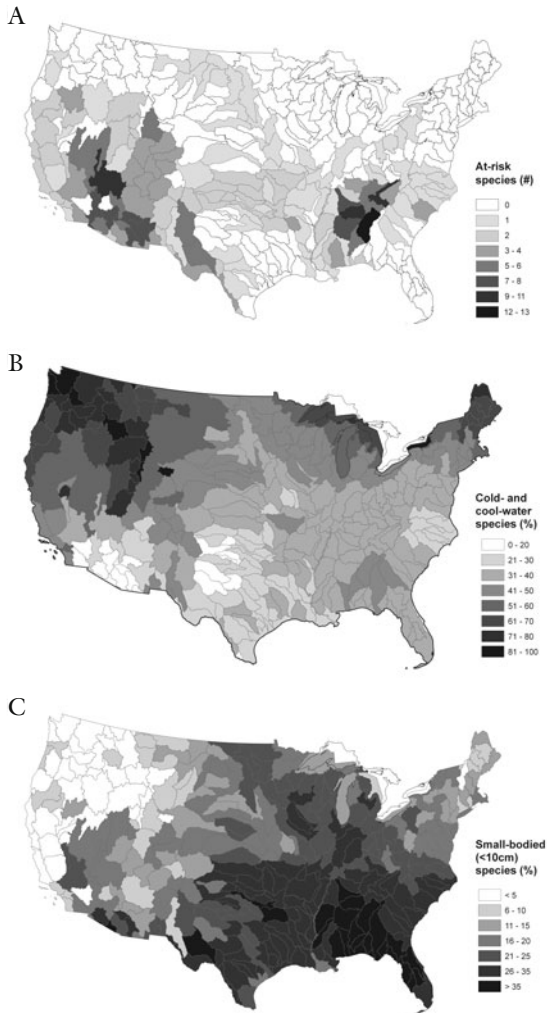 A
At-risk
species (#)
0
1
2
3 - 4
5 - 6
7 - 8
9 - 11
12 - 13
B
Cold- and
cool-water
species (%)
0 - 20
21 - 30
31 - 40
41 - 50
51 - 60
61 - 70
71 - 80
81 - 100
C
Small-bodied
(<10cm)
species (%)
< 5
6 - 10
11 - 15
16 - 20
21 - 25
26 - 35
> 35